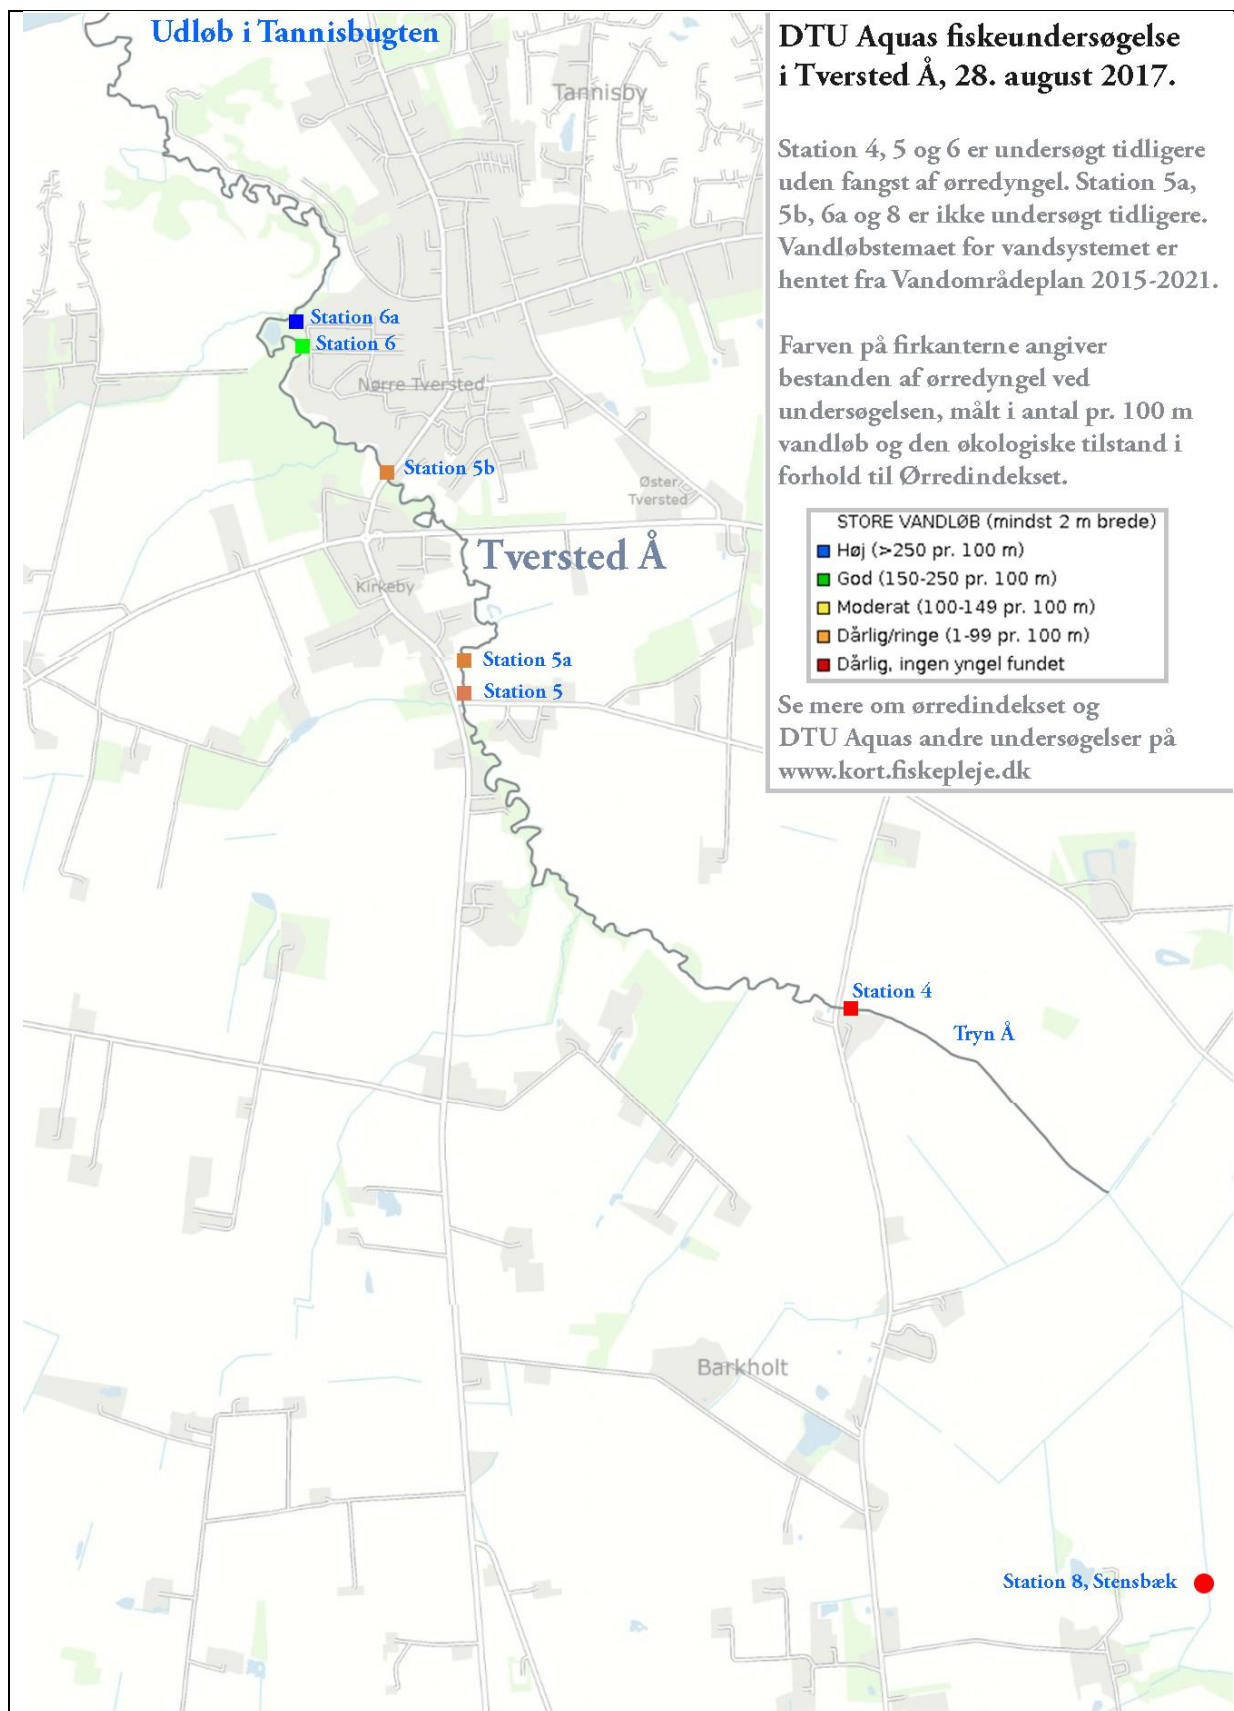 Udløb i Tannisbugten
DTU Aquas fiskeundersøgelse
i Tversted Å, 28. august 2017.
Station 4, 5 og 6 er undersøgt tidligere
uden fangst af ørredyngel. Station 5a,
5b, 6a og 8 er ikke undersøgt tidligere.
Vandløbstemaet for vandsystemet er
hentet fra Vandområdeplan 2015-2021.
Farven på firkanterne angiver
bestanden af ørredyngel ved
undersøgelsen, målt i antal pr. 100 m
vandløb og den økologiske tilstand i
forhold til Ørredindekset.
STORE VANDLØB (mindst 2 m brede)
Høj (>250 pr. 100 m)
God (150-250 pr. 100 m)
Moderat (100-149 pr. 100 m)
Dårlig/ringe (1-99 pr. 100 m)
Dårlig, ingen yngel fundet
Se mere om ørredindekset og
DTU Aquas andre undersøgelser på
www.kort.fiskepleje.dk
Tannisby
Station 6a
Station 6
Nørre Tversted
Station 5b
Øster
Tversted
Tversted Å
Kirkeby
Station 5a
Station 5
Station 4
Tryn Å
Barkholt
Station 8, Stensbæk